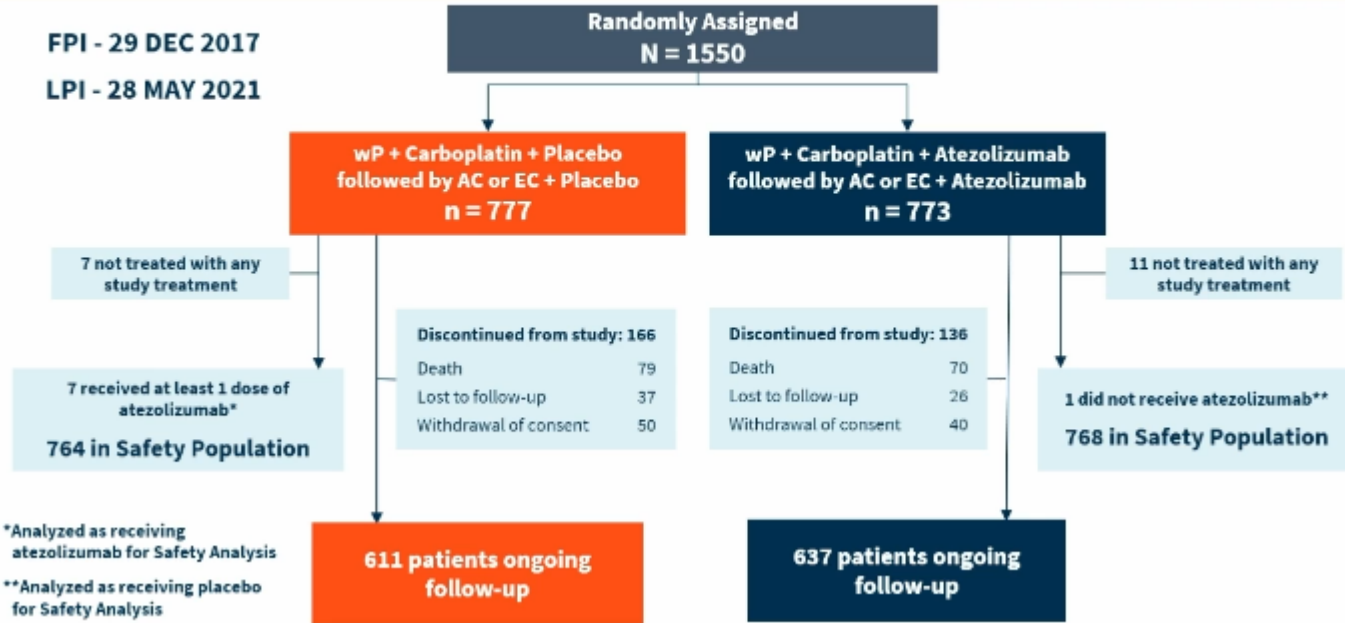 FPI - 29 DEC 2017
LPI - 28 MAY 2021
Randomly Assigned
N = 1550
wP + Carboplatin + Placebo
followed by AC or EC + Placebo
n = 777
wP + Carboplatin + Atezolizumab
followed by AC or EC + Atezolizumab
n = 773
7 not treated with any
study treatment
11 not treated with any
study treatment
Discontinued from study: 166
Death 79
Lost to follow-up 37
Withdrawal of consent 50
Discontinued from study: 136
Death 70
Lost to follow-up 26
Withdrawal of consent 40
7 received at least 1 dose of
atezolizumab*
764 in Safety Population
1 did not receive atezolizumab**
768 in Safety Population
*Analyzed as receiving
atezolizumab for Safety Analysis
**Analyzed as receiving placebo
for Safety Analysis
611 patients ongoing
follow-up
637 patients ongoing
follow-up